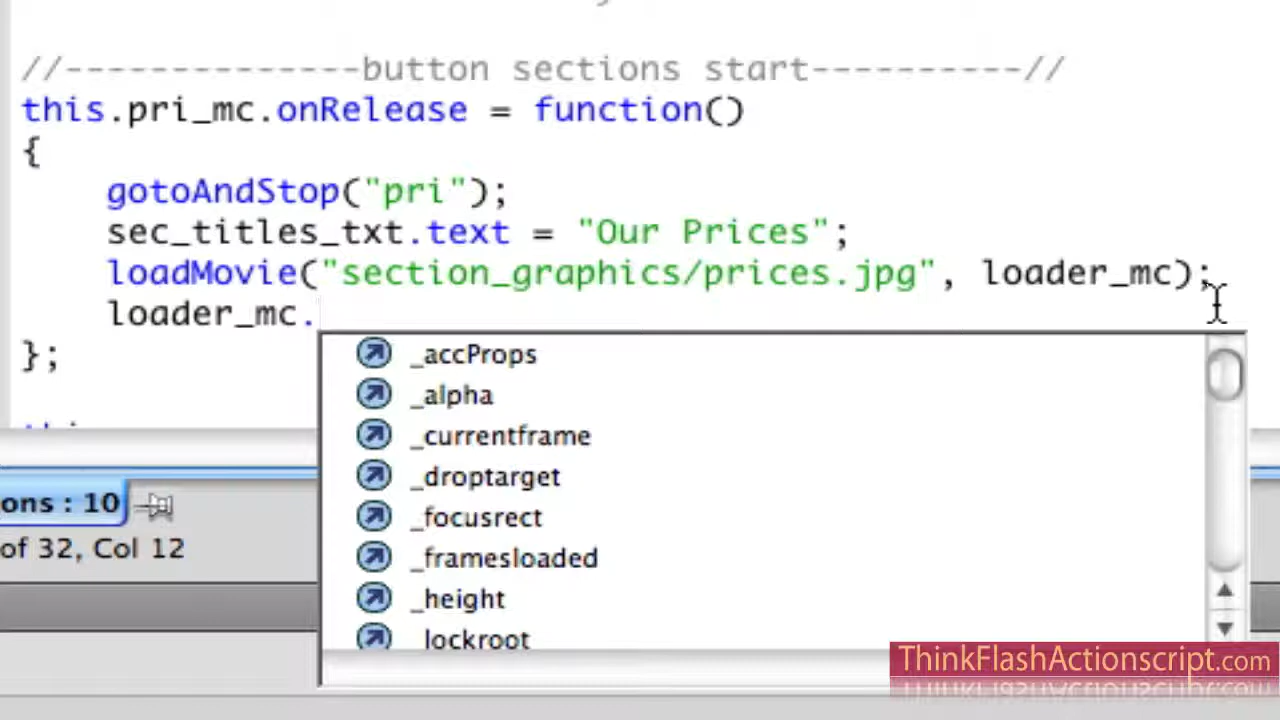 //--------------button sections start----------//
this.pri_mc.onRelease = function()
{
gotoAndStop("pri");
sec_titles_txt.text = "Our Prices";
loadMovie("section_graphics/prices.jpg", loader_mc);
loader_mc.
};
_accProps
_alpha
_currentframe
_droptarget
_focusrect
_framesloaded
_height
_lockroot
ons : 10
of 32, Col 12
ThinkFlashActionscript.com